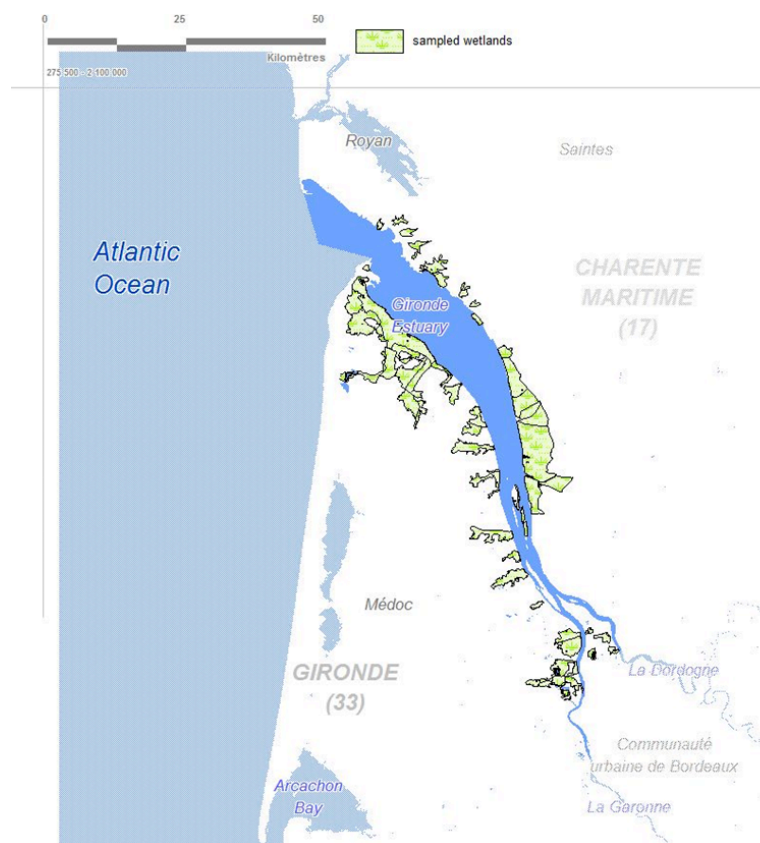 0 25 50
Kilomètres
sampled wetlands
275 500 - 2 100 000
Royan
Saintes
Atlantic
Ocean
CHARENTE
MARITIME
(17)
Gironde
Estuary
Médoc
GIRONDE
(33)
La Dordogne
Communauté
urbaine de Bordeaux
Arcachon
Bay
La Garonne